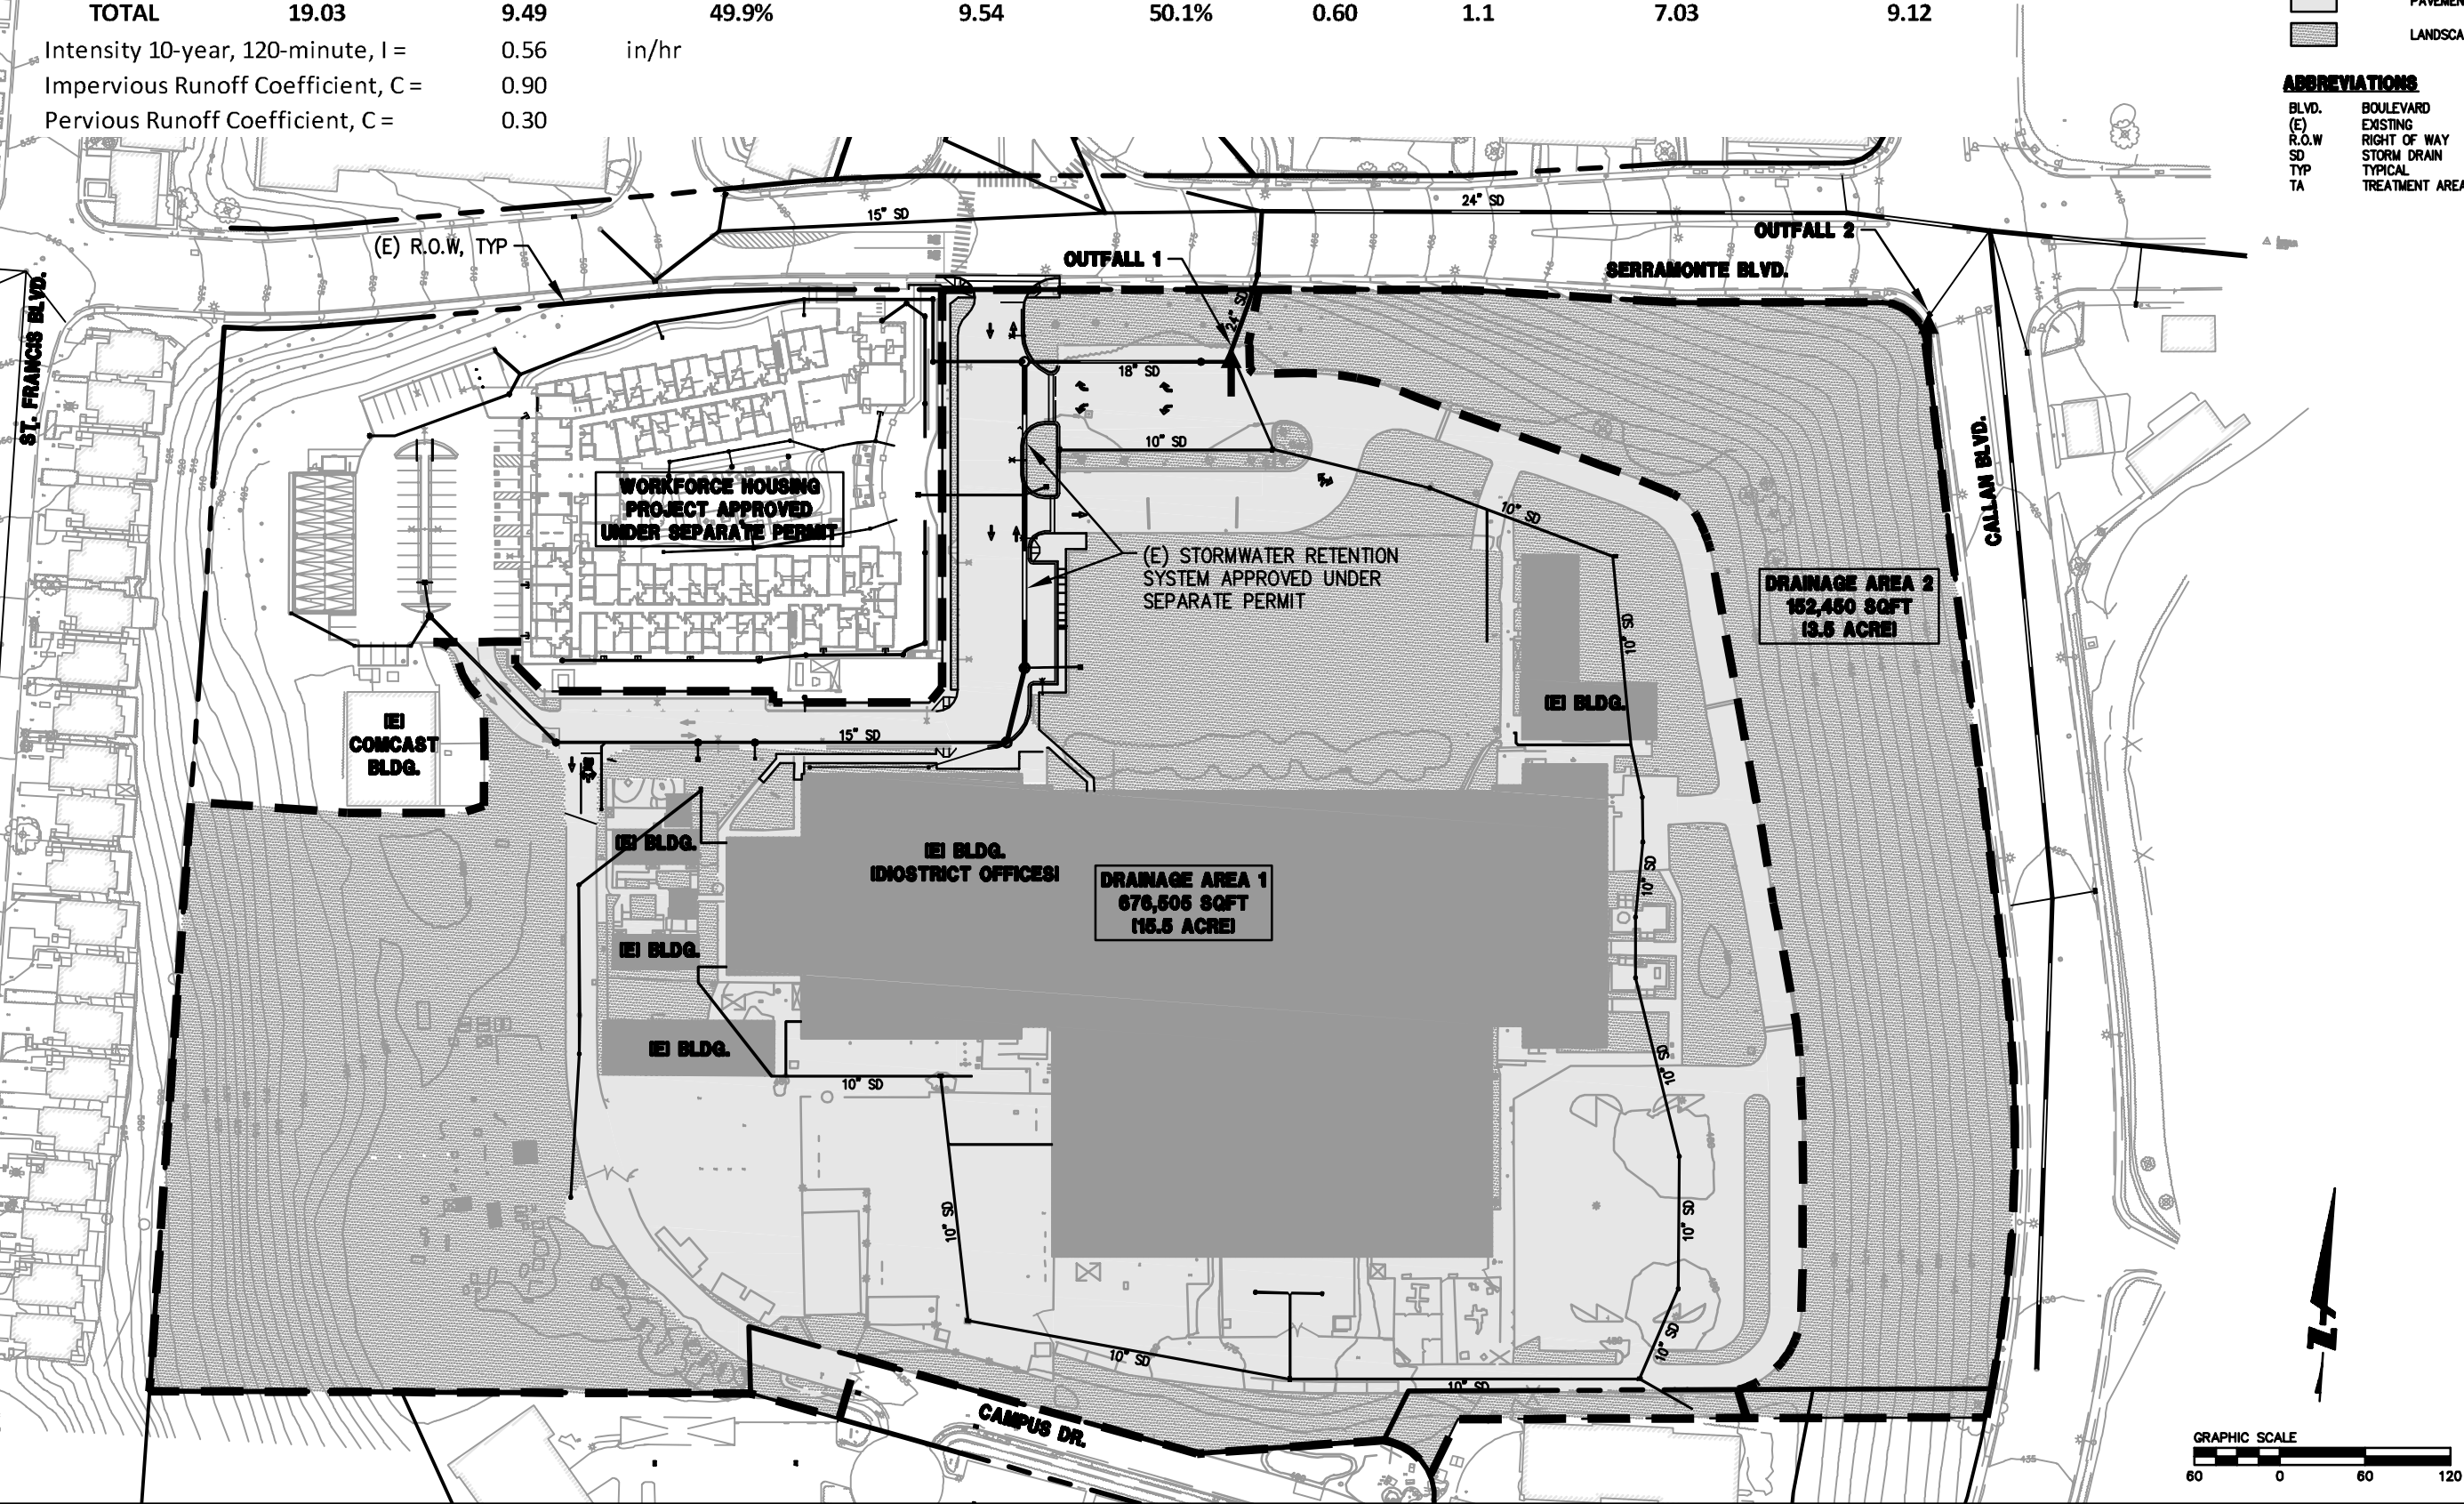 TOTAL 19.03 9.49 49.9% 9.54 50.1% 0.60 1.1 7.03 9.12
Intensity 10-year, 120-minute, I = 0.56 in/hr
Impervious Runoff Coefficient, C = 0.90
Pervious Runoff Coefficient, C = 0.30
LANDSCA
ABBREVIATIONS
BLVD. BOULEVARD
(E) EXISTING
R.O.W RIGHT OF WAY
SD STORM DRAIN
TYP TYPICAL
TA TREATMENT AREA
15" SD
24" SD
(E) R.O.W, TYP
OUTFALL 1
OUTFALL 2
SERRAMONTE BLVD.
ST. FRANCIS BLVD.
CALLAN BLVD.
24" SD
18" SD
10" SD
10" SD
WORKFORCE HOUSING
PROJECT APPROVED
UNDER SEPARATE PERMIT
(E) STORMWATER RETENTION
SYSTEM APPROVED UNDER
SEPARATE PERMIT
DRAINAGE AREA 2
152,450 SQFT
(3.5 ACRE)
10" SD
(E) BLDG.
(E)
COMCAST
BLDG.
15" SD
(E) BLDG.
(E) BLDG.
(DIOSTRICT OFFICES)
DRAINAGE AREA 1
676,505 SQFT
(15.5 ACRE)
10" SD
(E) BLDG.
(E) BLDG.
10" SD
10" SD
10" SD
10" SD
10" SD
10" SD
10" SD
CAMPUS DR.
GRAPHIC SCALE
60 0 60 120